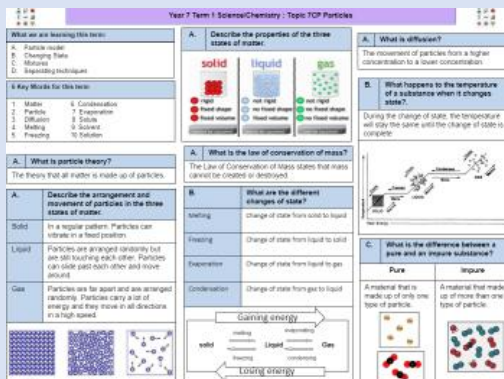 Year 7 Term 1 Science/Chemistry : Topic 7CP Particles
What we are learning this term:
A. Particle model
B. Changing State
C. Mixtures
D. Separating techniques
6 Key Words for this term
1 Matter
2 Particle
3 Diffusion
4 Melting
5 Freezing
6 Condensation
7 Evaporation
8 Solute
9 Solvent
10 Solution
A. What is particle theory?
The theory that all matter is made up of particles.
A. Describe the arrangement and
movement of particles in the three
states of matter.
Solid
In a regular pattern. Particles can
vibrate in a fixed position.
Liquid
Particles are arranged randomly but
are still touching each other. Particles
can slide past each other and move
around.
Gas
Particles are far apart and are arranged
randomly. Particles carry a lot of
energy and they move in all directions
in a high speed.
A. Describe the properties of the three
states of matter.
solid
liquid
gas
rigid
fixed shape
fixed volume
not rigid
no fixed shape
fixed volume
not rigid
no fixed shape
no fixed volume
A. What is the law of conservation of mass?
The Law of Conservation of Mass states that mass
cannot be created or destroyed.
B. What are the different
changes of state?
Melting
Change of state from solid to liquid
Freezing
Change of state from liquid to solid
Evaporation
Change of state from liquid to gas
Condensation
Change of state from gas to liquid
Gaining energy
melting
evaporating
solid
Liquid
Gas
freezing
condensing
Losing energy
A. What is diffusion?
The movement of particles from a higher
concentration to a lower concentration.
B. What happens to the temperature
of a substance when it changes
state?
During the change of state, the temperature
will stay the same until the change of state is
complete
C. What is the difference between a
pure and an impure substance?
Pure
Impure
A material that is
made up of only one
type of particle.
A material that made
up of more than one
type of particle.